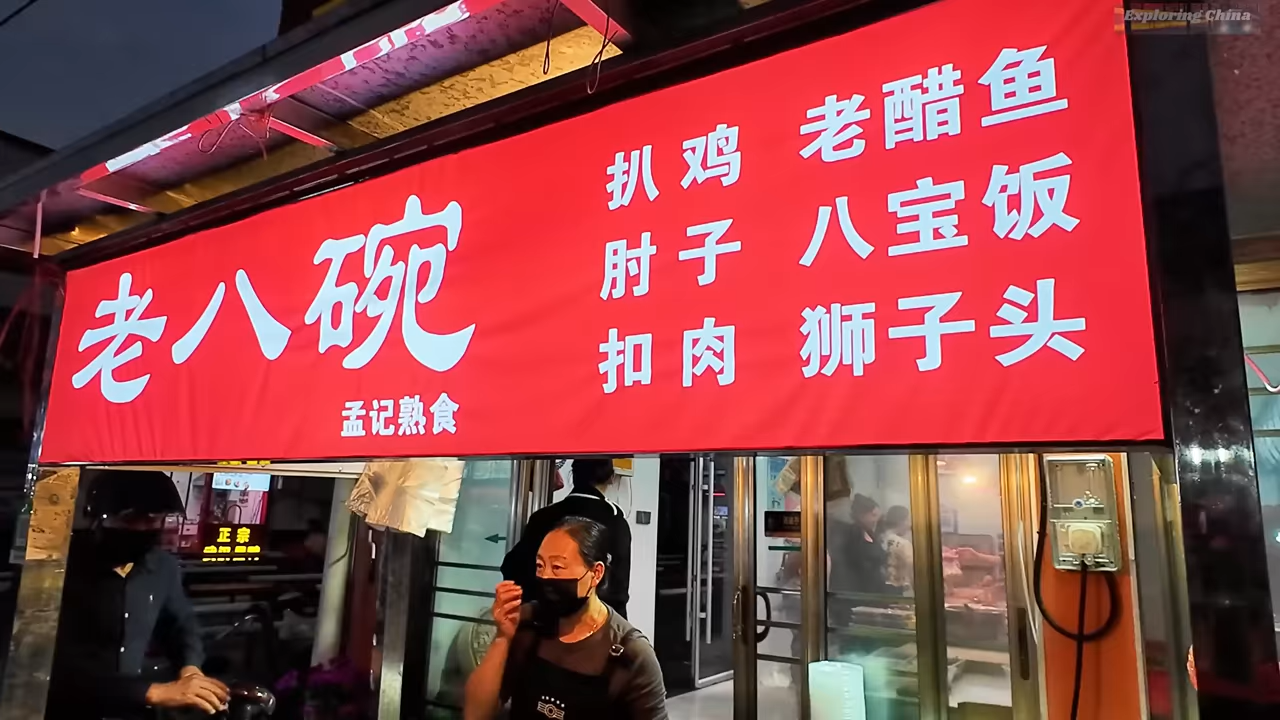 Exploring China
老八碗
孟记熟食
扒鸡 老醋鱼
肘子 八宝饭
扣肉 狮子头
正宗